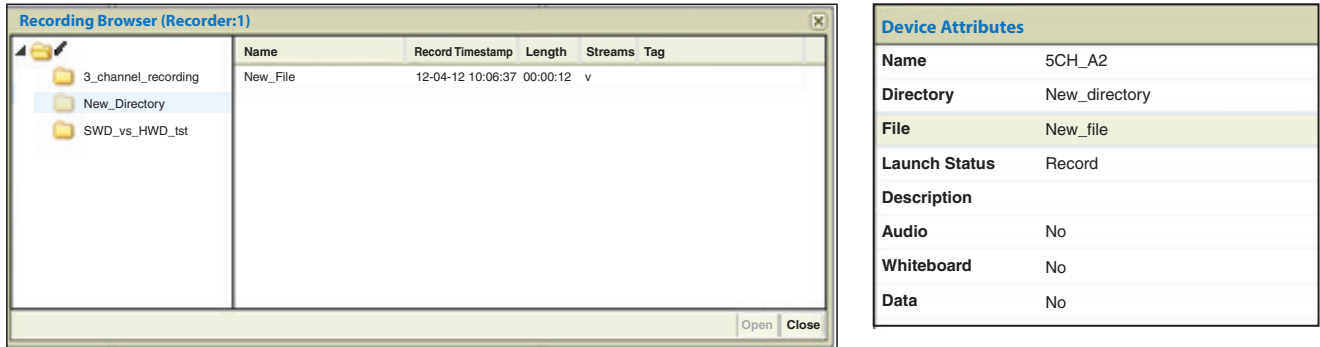 Recording Browser (Recorder:1)
Name Record Timestamp Length Streams Tag
3_channel_recording
New_Directory
SWD_vs_HWD_tst
New_File 12-04-12 10:06:37 00:00:12 v
Open Close
Device Attributes
Name 5CH_A2
Directory New_directory
File New_file
Launch Status Record
Description
Audio No
Whiteboard No
Data No